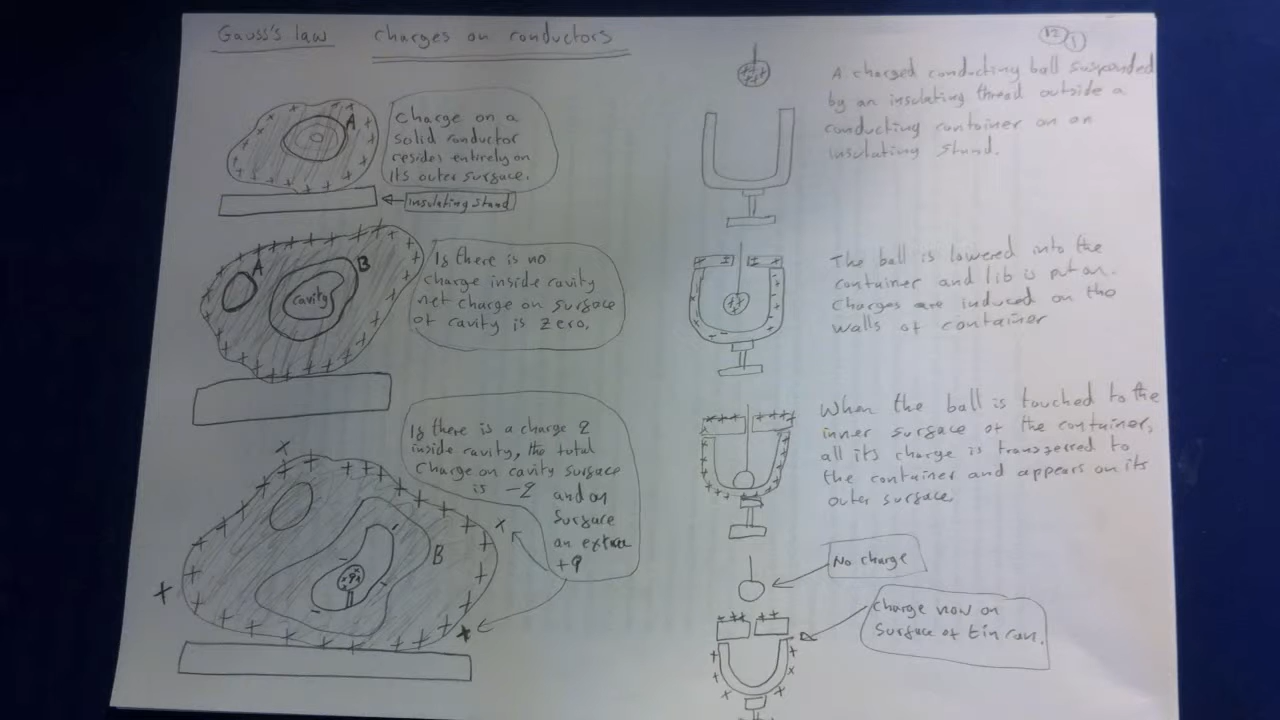 Gauss's law charges on conductors
12 1
A
Charge on a
solid conductor
resides entirely on
its outer surface.
Insulating Stand
A
B
cavity
If there is no
charge inside cavity
net charge on surface
of cavity is zero.
If there is a charge q
inside cavity, the total
charge on cavity surface
is -q and on
surface
an extra
+q
B
A charged conducting ball suspended
by an insulating thread outside a
conducting container on an
insulating stand.
The ball is lowered into the
container and lib is put on.
Charges are induced on the
walls of container
When the ball is touched to the
inner surface of the container,
all its charge is transferred to
the container and appears on its
outer surface
No charge
Charge now on
surface of tin can.